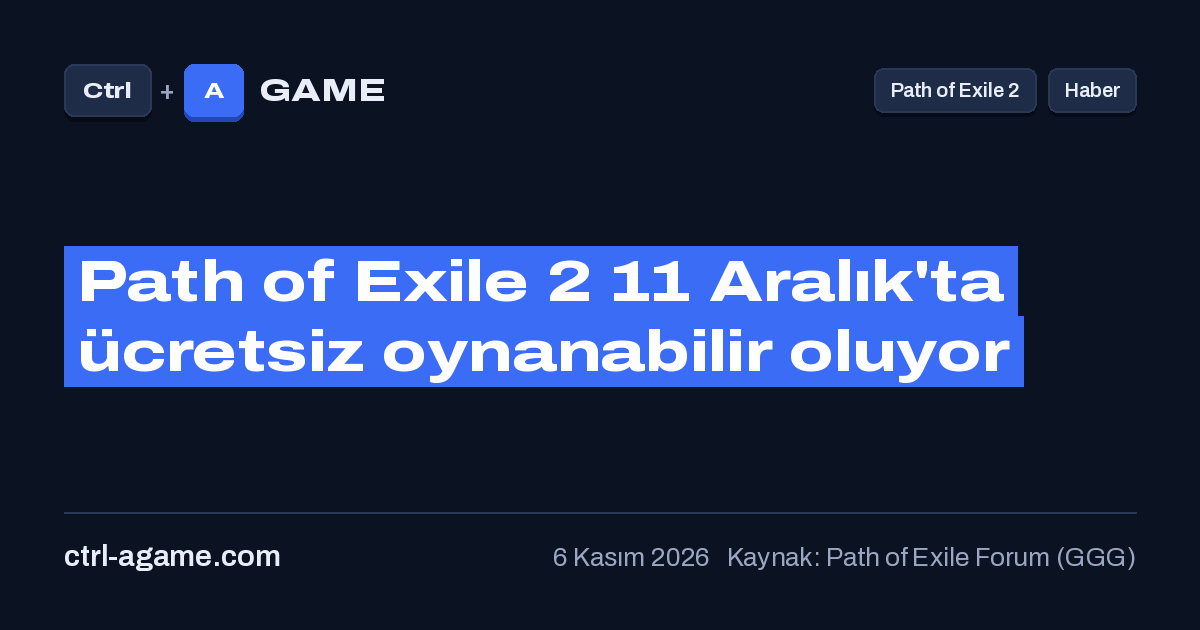 Ctrl + A GAME
Path of Exile 2 Haber
Path of Exile 2 11 Aralık'ta
ücretsiz oynanabilir oluyor
ctrl-agame.com
6 Kasım 2026 Kaynak: Path of Exile Forum (GGG)